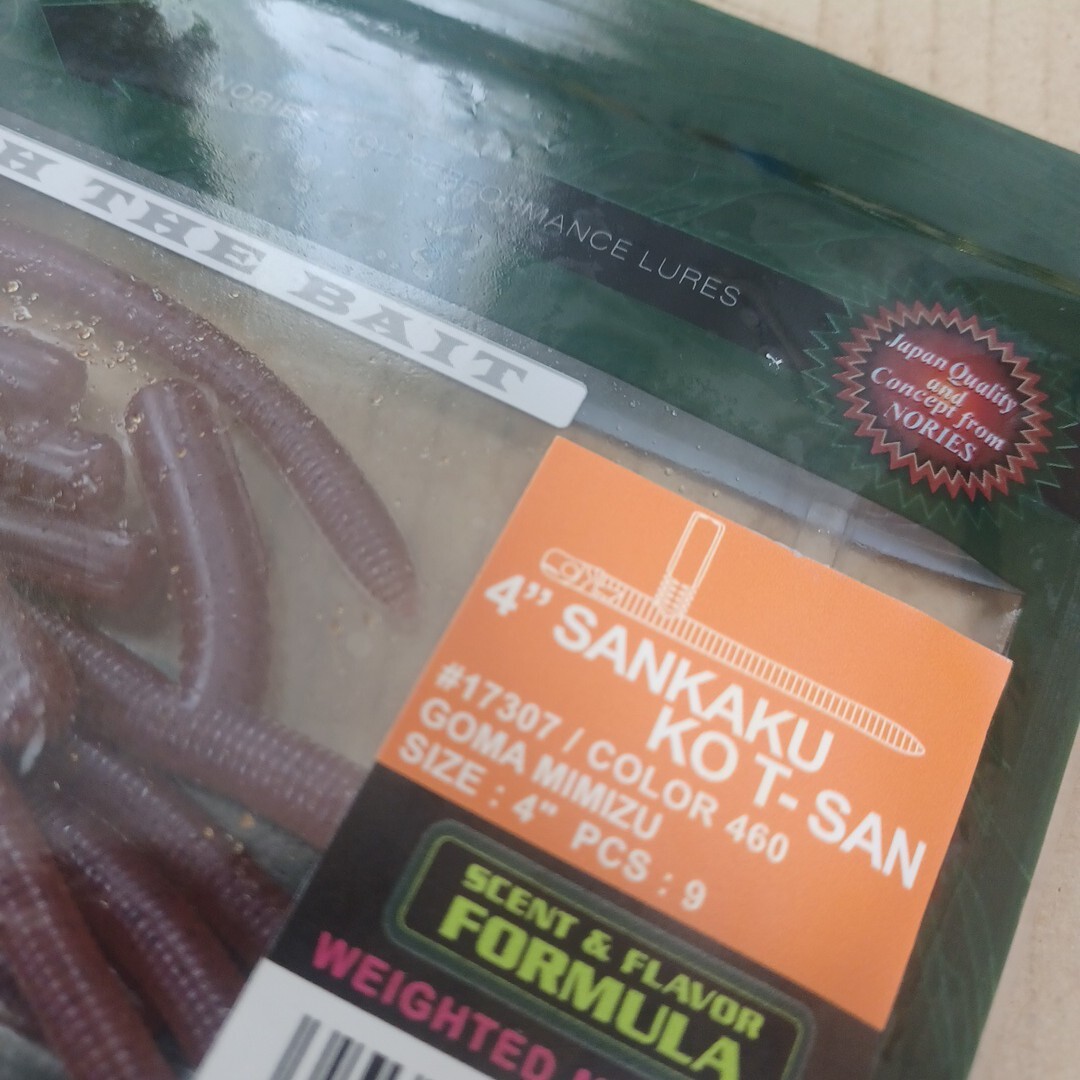 NORIES
PERFORMANCE LURES
H THE BAIT
Japan Quality
and
Concept from
NORIES
4" SANKAKU
KO T- SAN
#17307 / COLOR 460
GOMA MIMIZU
SIZE : 4" PCS : 9
SCENT & FLAVOR
FORMULA
WEIGHTED